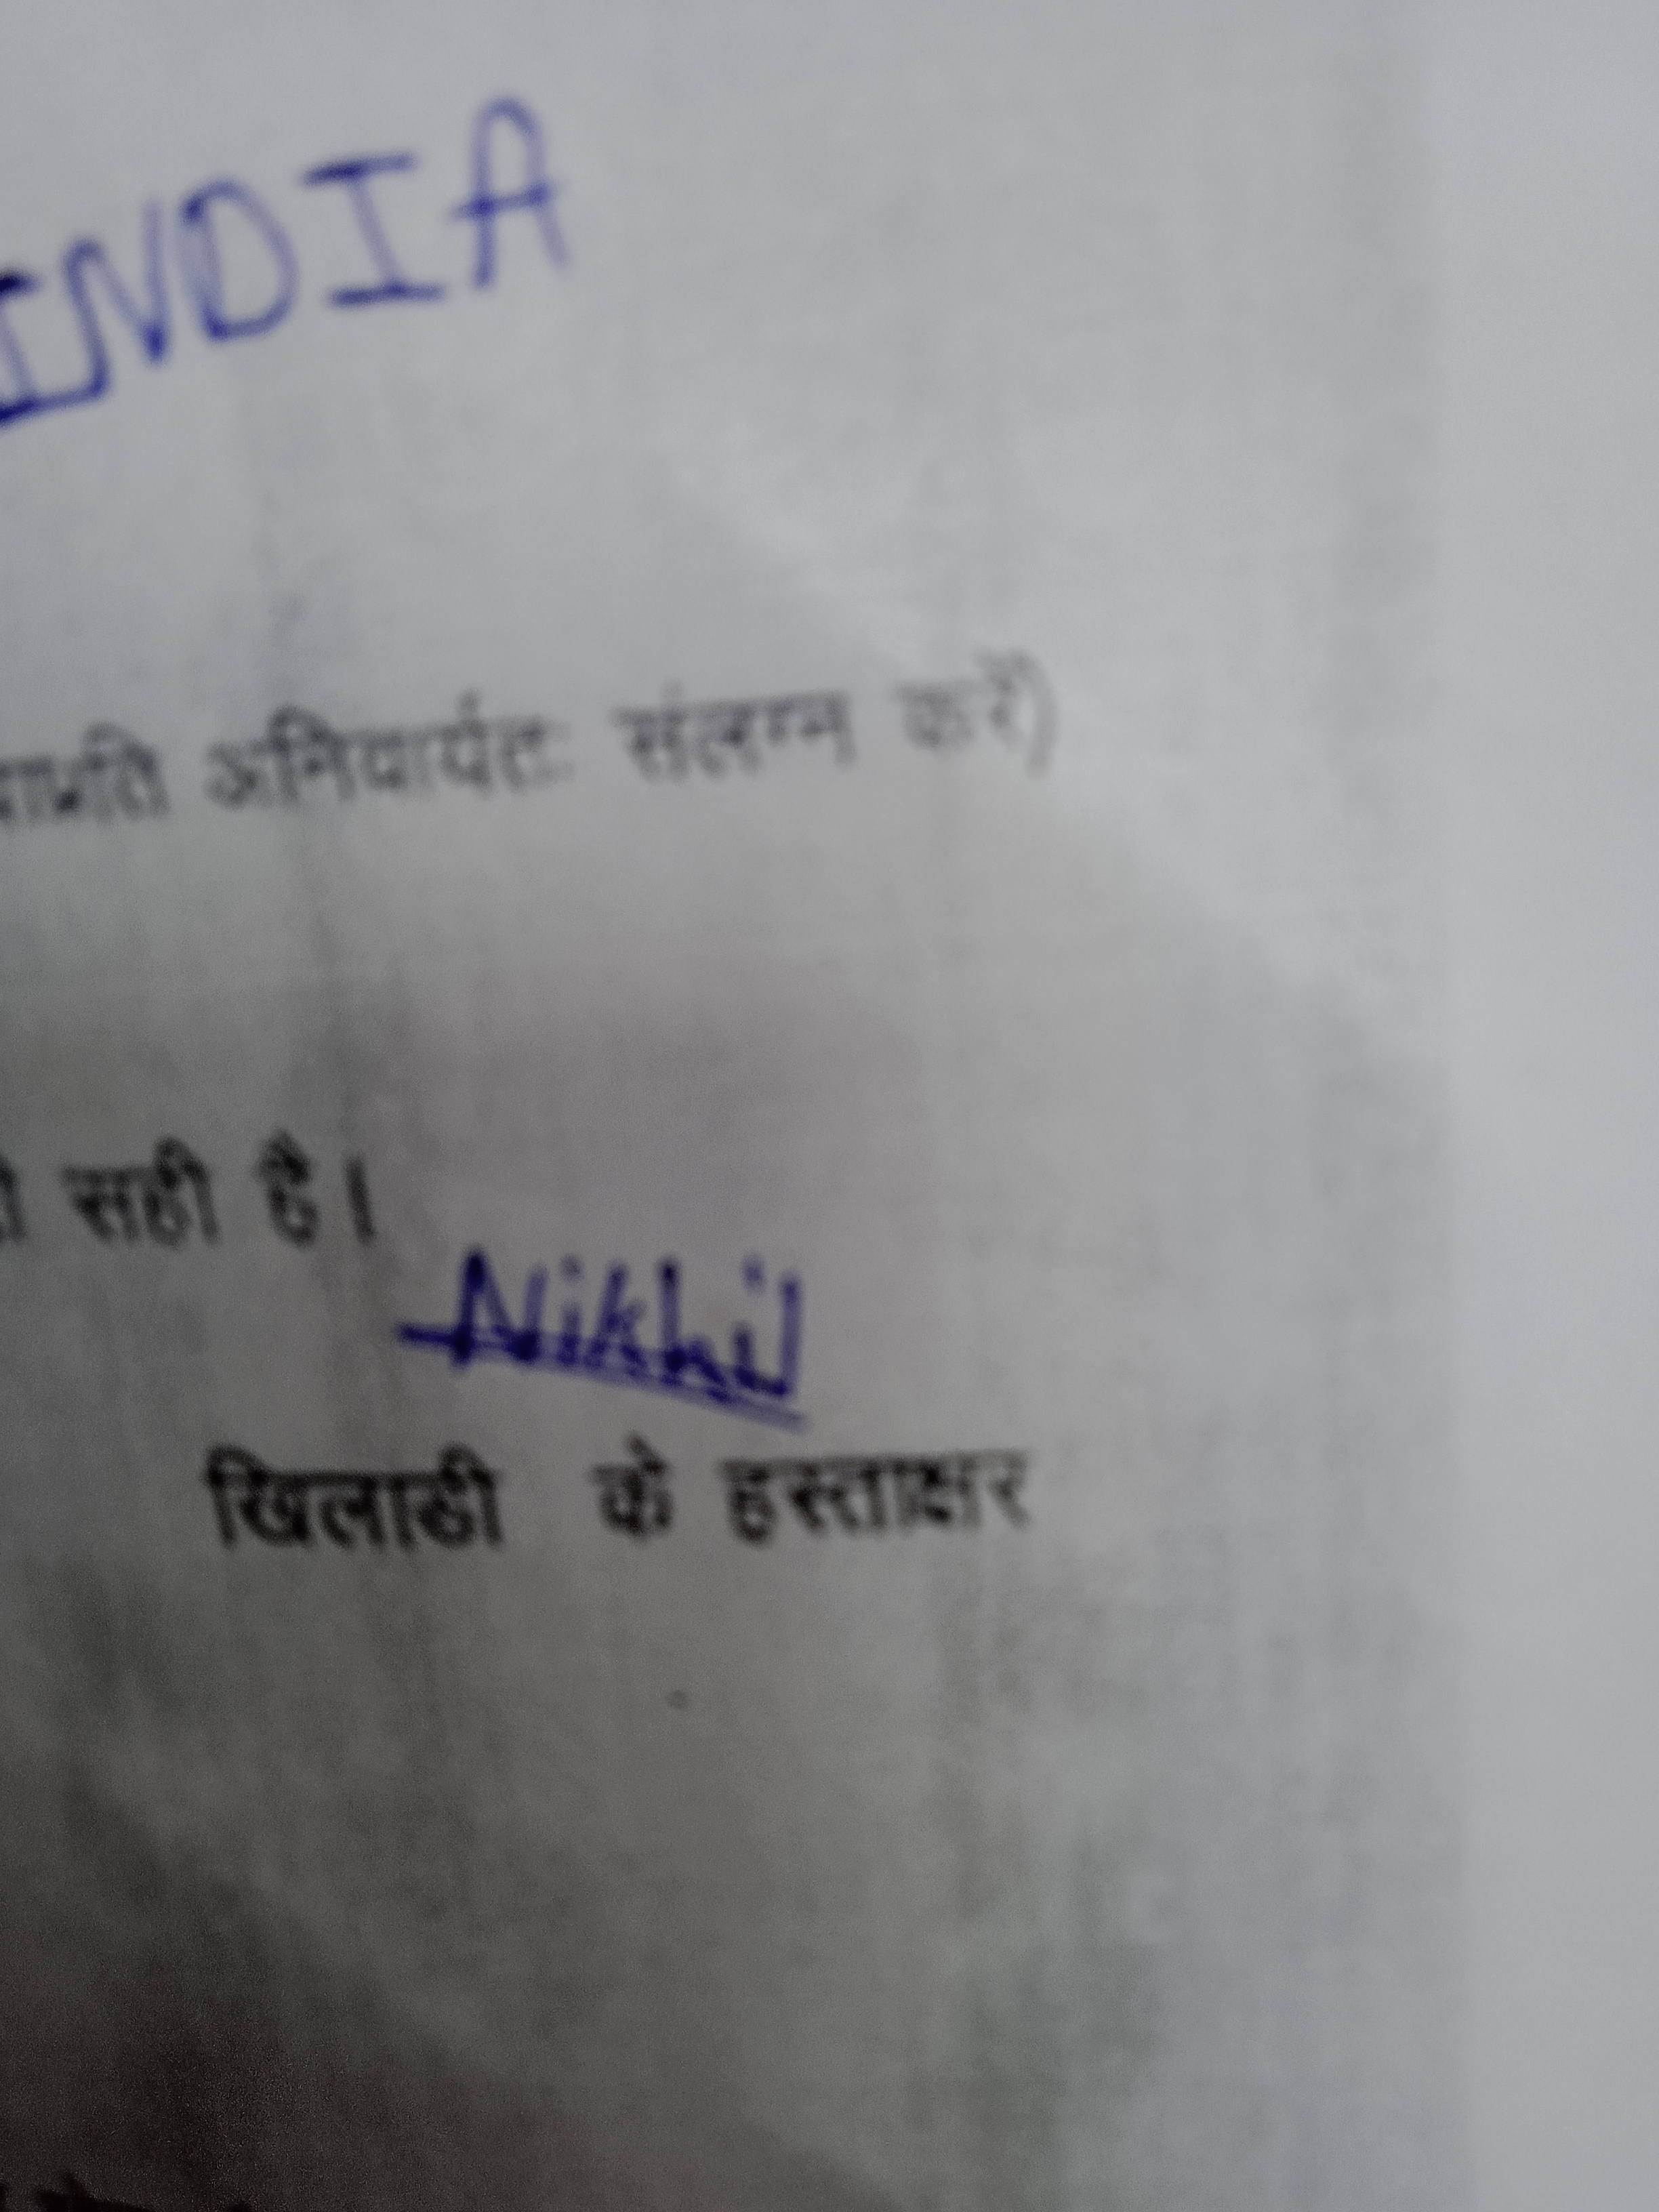 INDIA
अनिवार्यतः संलग्न करें)
सही है।
Nikhil
खिलाडी के हस्ताक्षर